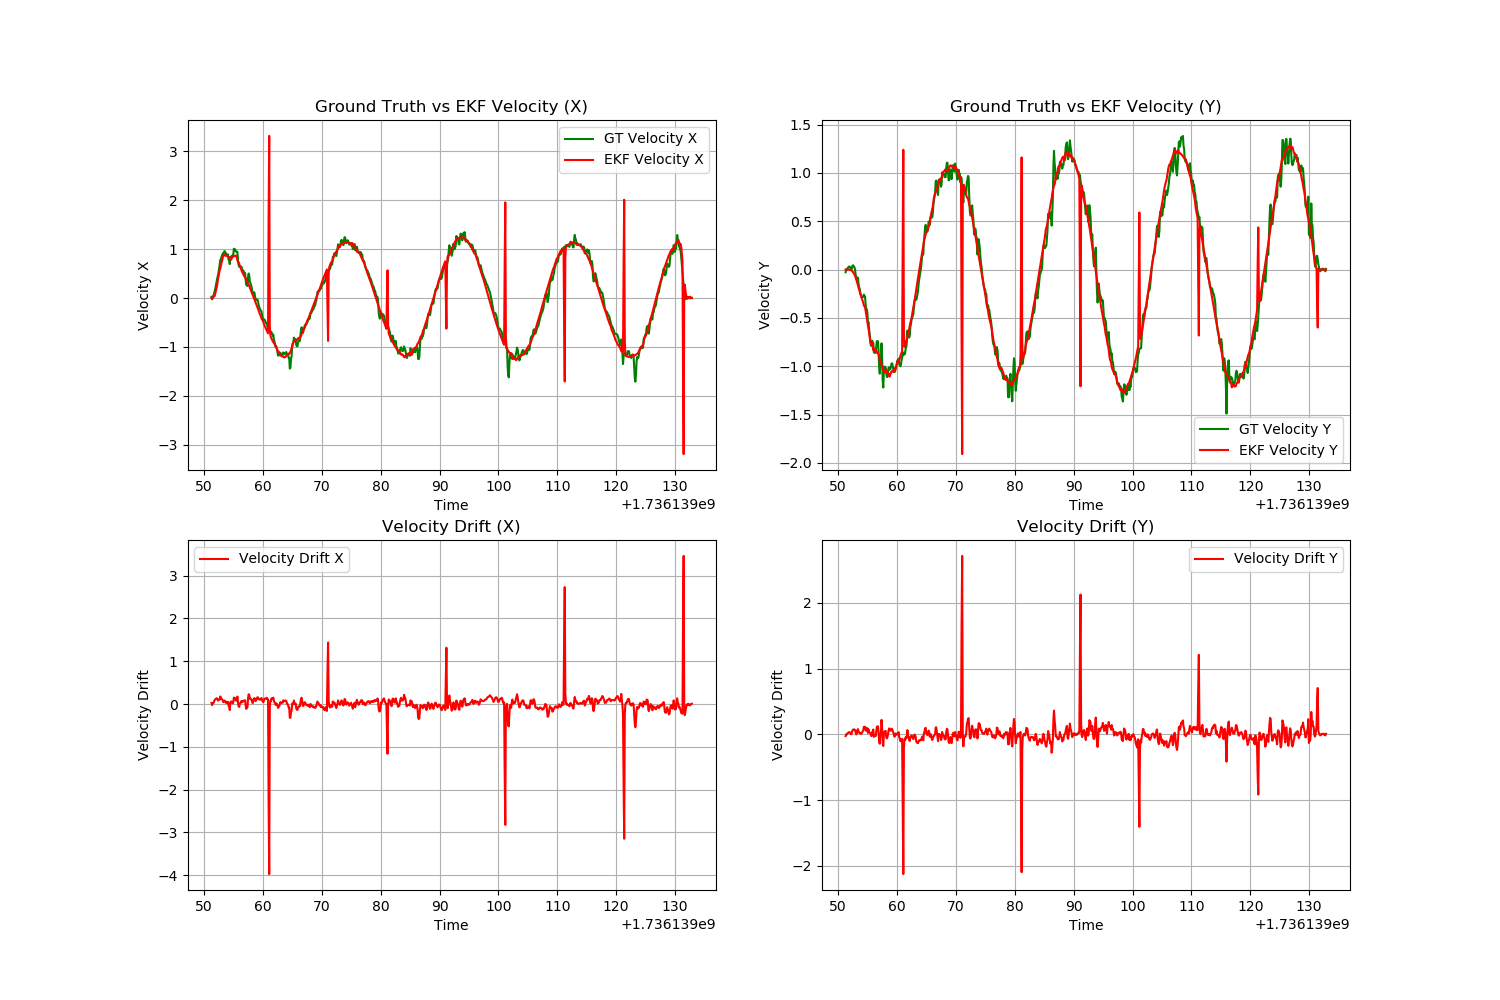 Ground Truth vs EKF Velocity (X)
Velocity X
3
2
1
0
−1
−2
−3
GT Velocity X
EKF Velocity X
50 60 70 80 90 100 110 120 130
Time
+1.736139e9
Ground Truth vs EKF Velocity (Y)
Velocity Y
1.5
1.0
0.5
0.0
−0.5
−1.0
−1.5
−2.0
GT Velocity Y
EKF Velocity Y
50 60 70 80 90 100 110 120 130
Time
+1.736139e9
Velocity Drift (X)
Velocity Drift
3
2
1
0
−1
−2
−3
−4
Velocity Drift X
50 60 70 80 90 100 110 120 130
Time
+1.736139e9
Velocity Drift (Y)
Velocity Drift
2
1
0
−1
−2
Velocity Drift Y
50 60 70 80 90 100 110 120 130
Time
+1.736139e9